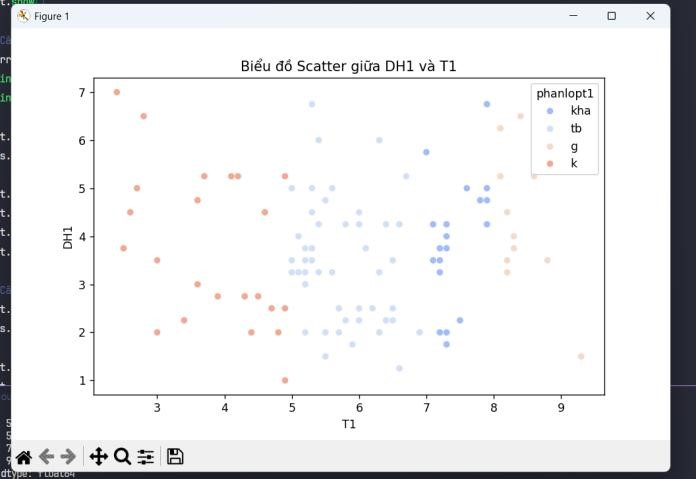 Figure 1
Biểu đồ Scatter giữa DH1 và T1
phanlopt1
kha
tb
g
k
7
6
5
4
3
2
1
DH1
3 4 5 6 7 8 9
T1
dtype: float64